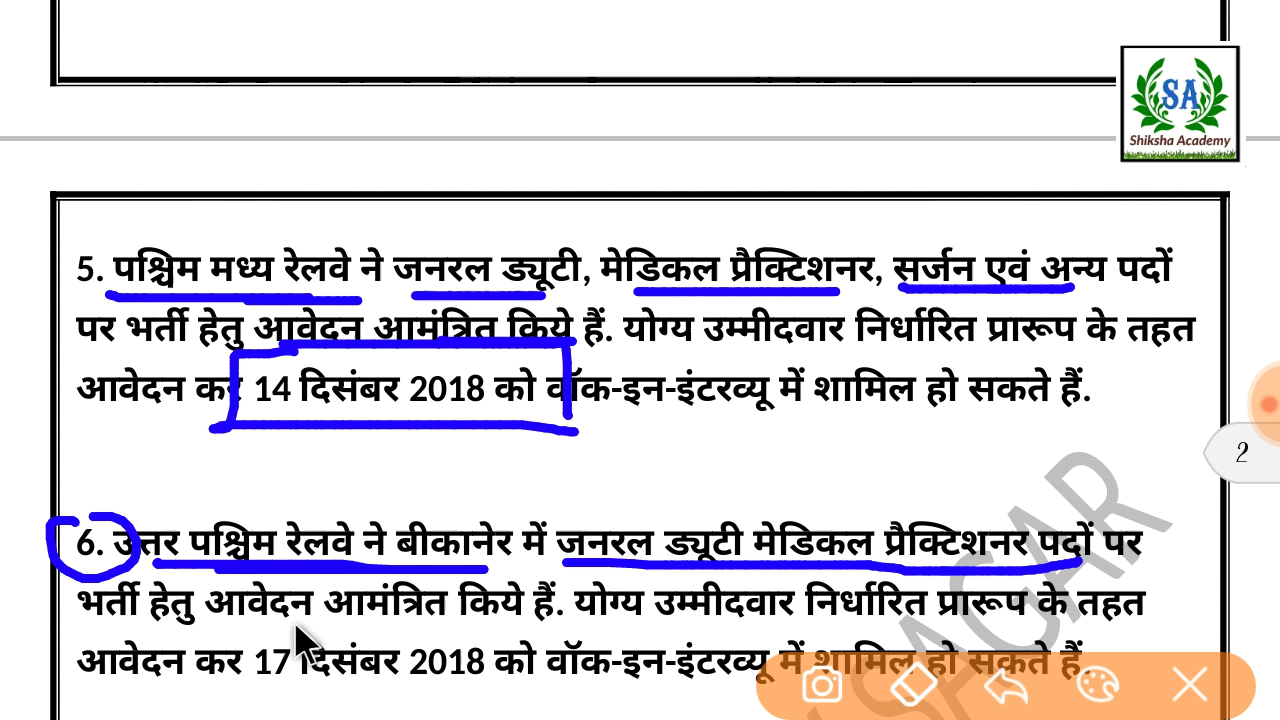 SA
Shiksha Academy
5. पश्चिम मध्य रेलवे ने जनरल ड्यूटी, मेडिकल प्रैक्टिशनर, सर्जन एवं अन्य पदों
पर भर्ती हेतु आवेदन आमंत्रित किये हैं. योग्य उम्मीदवार निर्धारित प्रारूप के तहत
आवेदन कर 14 दिसंबर 2018 को वॉक-इन-इंटरव्यू में शामिल हो सकते हैं.
2
6. उत्तर पश्चिम रेलवे ने बीकानेर में जनरल ड्यूटी मेडिकल प्रैक्टिशनर पदों पर
भर्ती हेतु आवेदन आमंत्रित किये हैं. योग्य उम्मीदवार निर्धारित प्रारूप के तहत
आवेदन कर 17 दिसंबर 2018 को वॉक-इन-इंटरव्यू में शामिल हो सकते हैं.
SAGAR